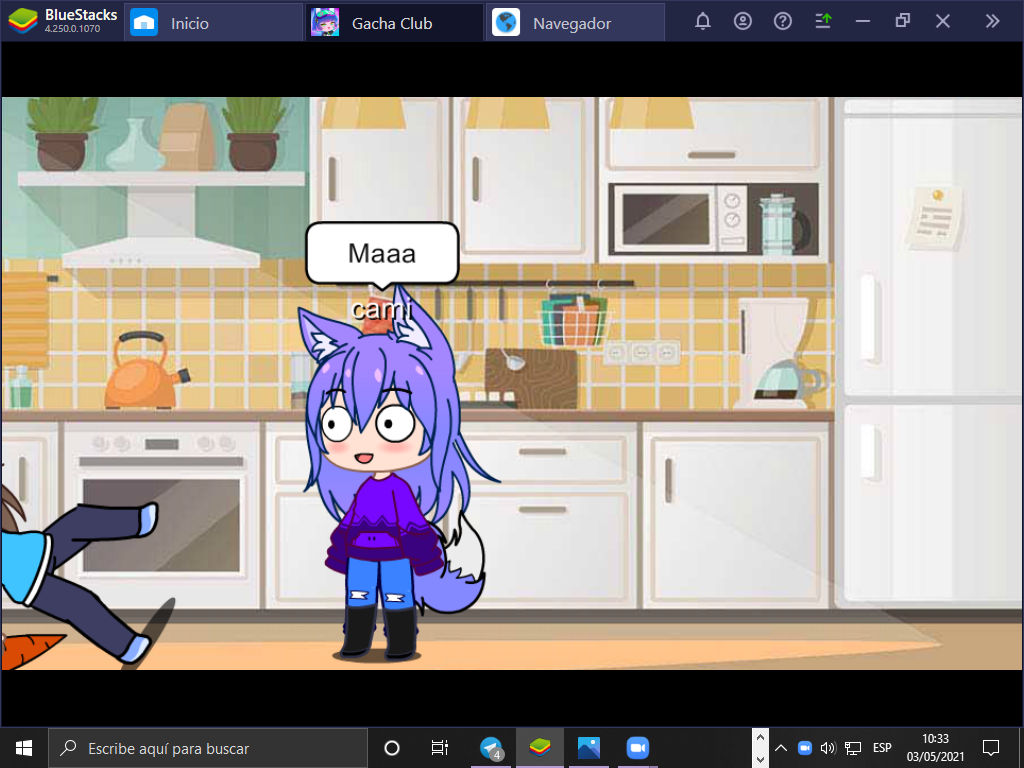 BlueStacks
4.250.0.1070
Inicio
Gacha Club
Navegador
Maaa
cami
Escribe aquí para buscar
4
ESP
10:33
03/05/2021